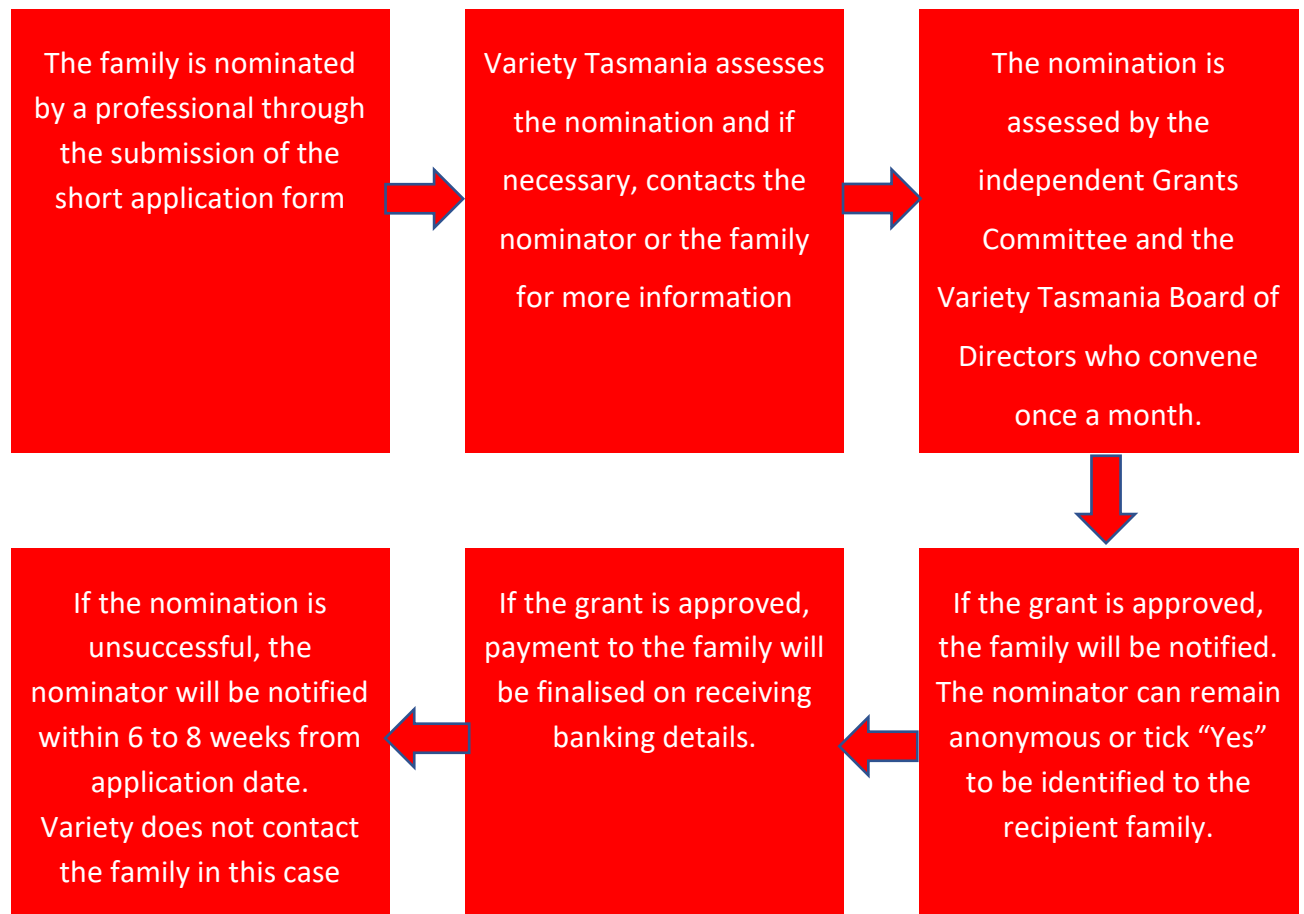 The family is nominated
by a professional through
the submission of the
short application form
Variety Tasmania assesses
the nomination and if
necessary, contacts the
nominator or the family
for more information
The nomination is
assessed by the
independent Grants
Committee and the
Variety Tasmania Board of
Directors who convene
once a month.
If the grant is approved,
the family will be notified.
The nominator can remain
anonymous or tick “Yes”
to be identified to the
recipient family.
If the grant is approved,
payment to the family will
be finalised on receiving
banking details.
If the nomination is
unsuccessful, the
nominator will be notified
within 6 to 8 weeks from
application date.
Variety does not contact
the family in this case